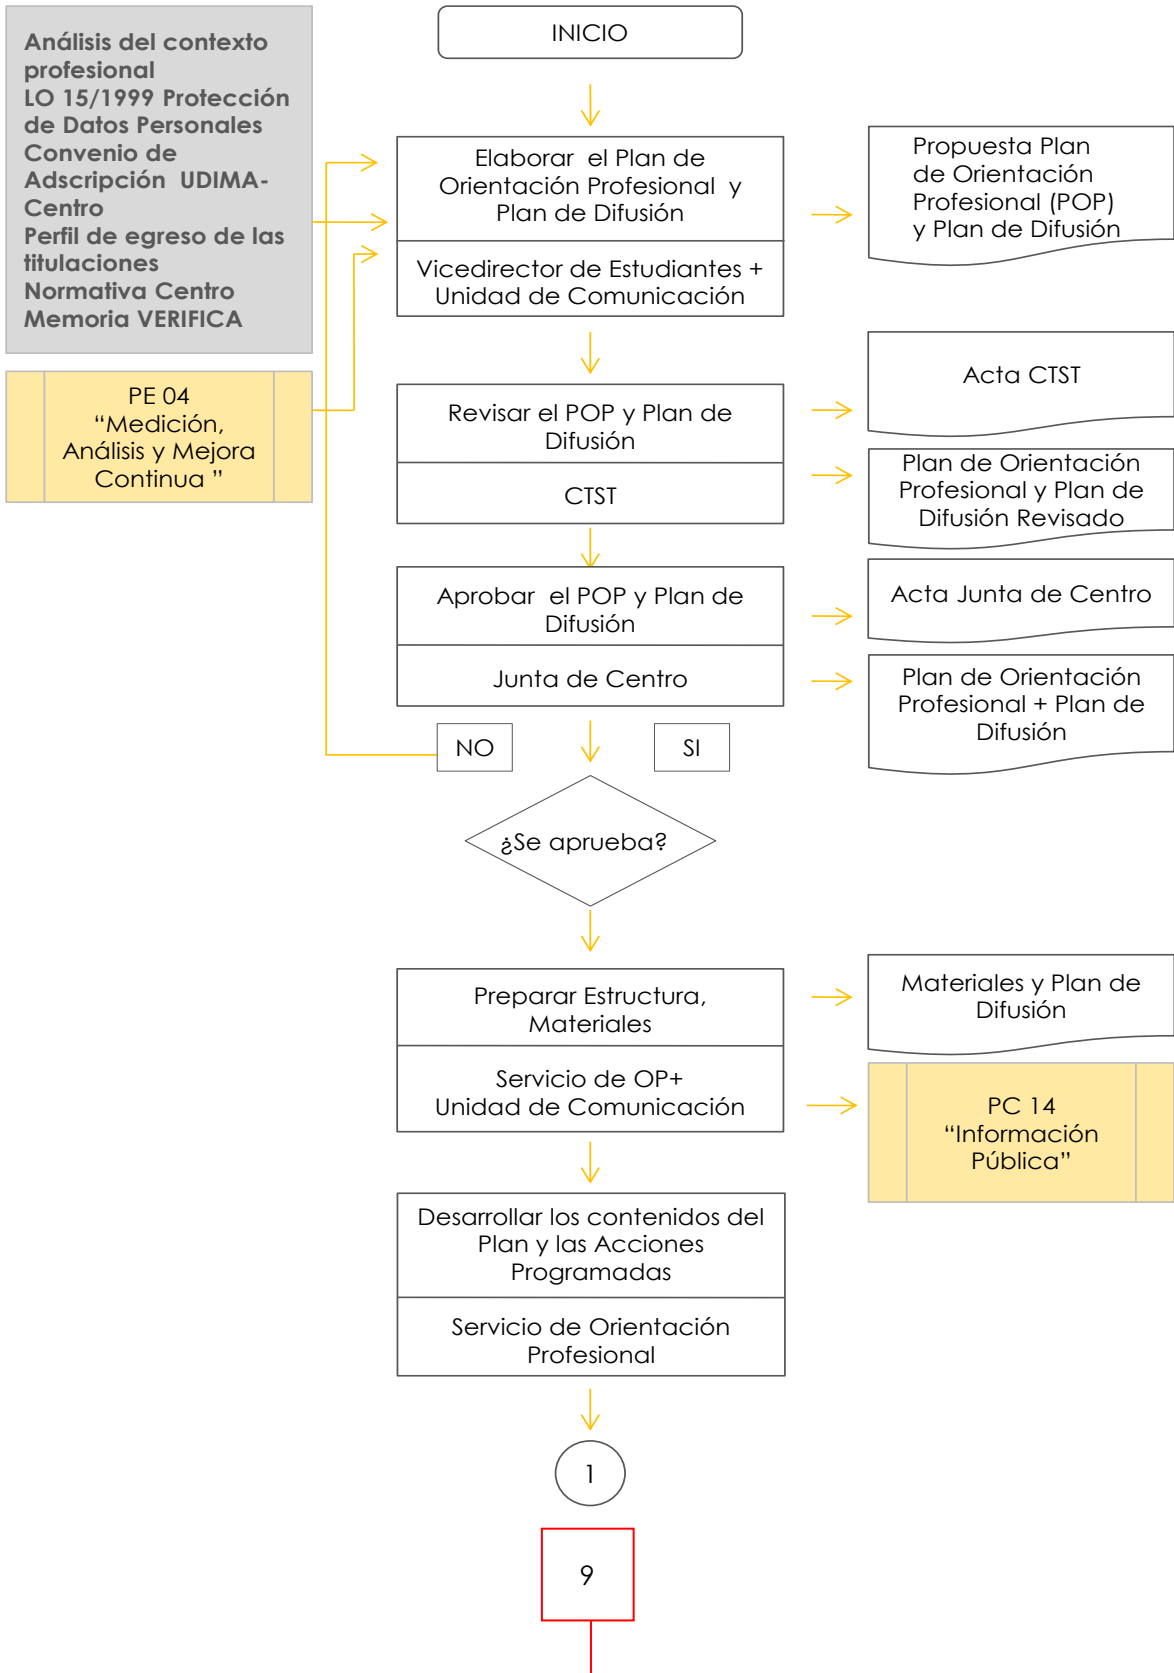 Análisis del contexto
profesional
LO 15/1999 Protección
de Datos Personales
Convenio de
Adscripción  UDIMA-
Centro
Perfil de egreso de las
titulaciones
Normativa Centro
Memoria VERIFICA
PE 04
“Medición,
Análisis y Mejora
Continua ”
INICIO
Elaborar  el Plan de
Orientación Profesional  y
Plan de Difusión
Vicedirector de Estudiantes +
Unidad de Comunicación
Propuesta Plan
de Orientación
Profesional (POP)
y Plan de Difusión
Revisar el POP y Plan de
Difusión
CTST
Acta CTST
Plan de Orientación
Profesional y Plan de
Difusión Revisado
Aprobar  el POP y Plan de
Difusión
Junta de Centro
Acta Junta de Centro
Plan de Orientación
Profesional + Plan de
Difusión
NO
SI
¿Se aprueba?
Preparar Estructura,
Materiales
Servicio de OP+
Unidad de Comunicación
Materiales y Plan de
Difusión
PC 14
“Información
Pública”
Desarrollar los contenidos del
Plan y las Acciones
Programadas
Servicio de Orientación
Profesional
1
9